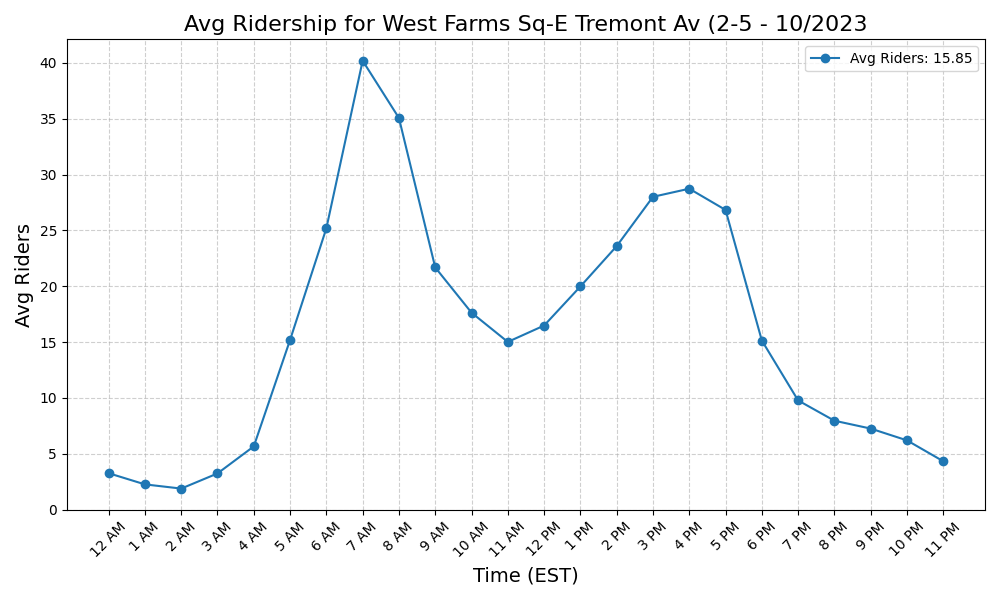 Avg Ridership for West Farms Sq-E Tremont Av (2-5 - 10/2023
Avg Riders: 15.85
Avg Riders
40
35
30
25
20
15
10
5
0
12 AM
1 AM
2 AM
3 AM
4 AM
5 AM
6 AM
7 AM
8 AM
9 AM
10 AM
11 AM
12 PM
1 PM
2 PM
3 PM
4 PM
5 PM
6 PM
7 PM
8 PM
9 PM
10 PM
11 PM
Time (EST)